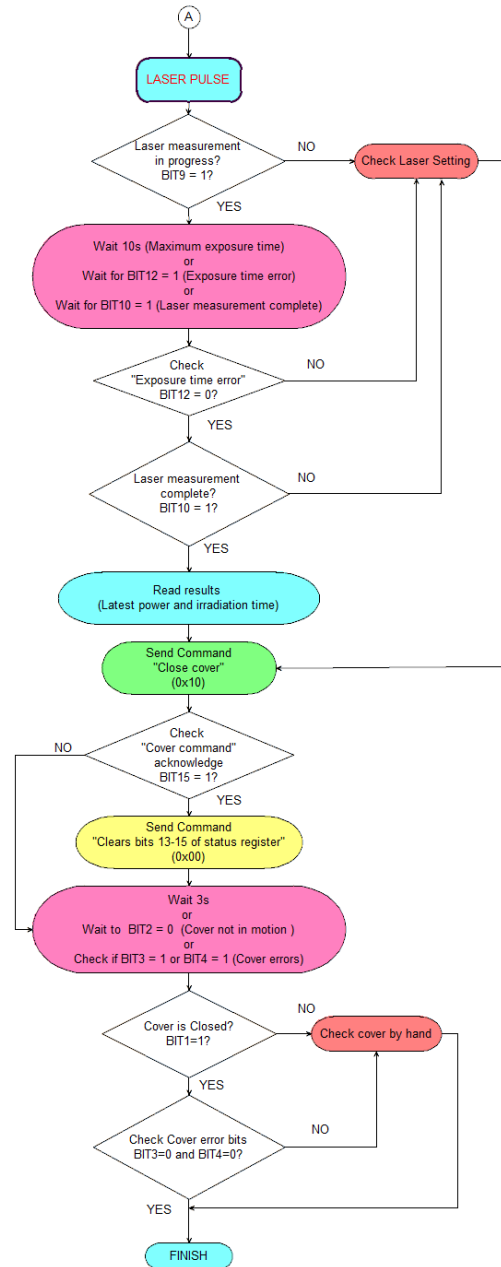 A
LASER PULSE
Laser measurement
in progress?
BIT9 = 1?
NO
Check Laser Setting
YES
Wait 10s (Maximum exposure time)
or
Wait for BIT12 = 1 (Exposure time error)
or
Wait for BIT10 = 1 (Laser measurement complete)
Check
"Exposure time error"
BIT12 = 0?
NO
YES
Laser measurement
complete?
BIT10 = 1?
NO
YES
Read results
(Latest power and irradiation time)
Send Command
"Close cover"
(0x10)
Check
"Cover command"
acknowledge
BIT15 = 1?
NO
YES
Send Command
"Clears bits 13-15 of status register"
(0x00)
Wait 3s
or
Wait to BIT2 = 0 (Cover not in motion )
or
Check if BIT3 = 1 or BIT4 = 1 (Cover errors)
Cover is Closed?
BIT1=1?
NO
Check cover by hand
YES
Check Cover error bits
BIT3=0 and BIT4=0?
NO
YES
FINISH